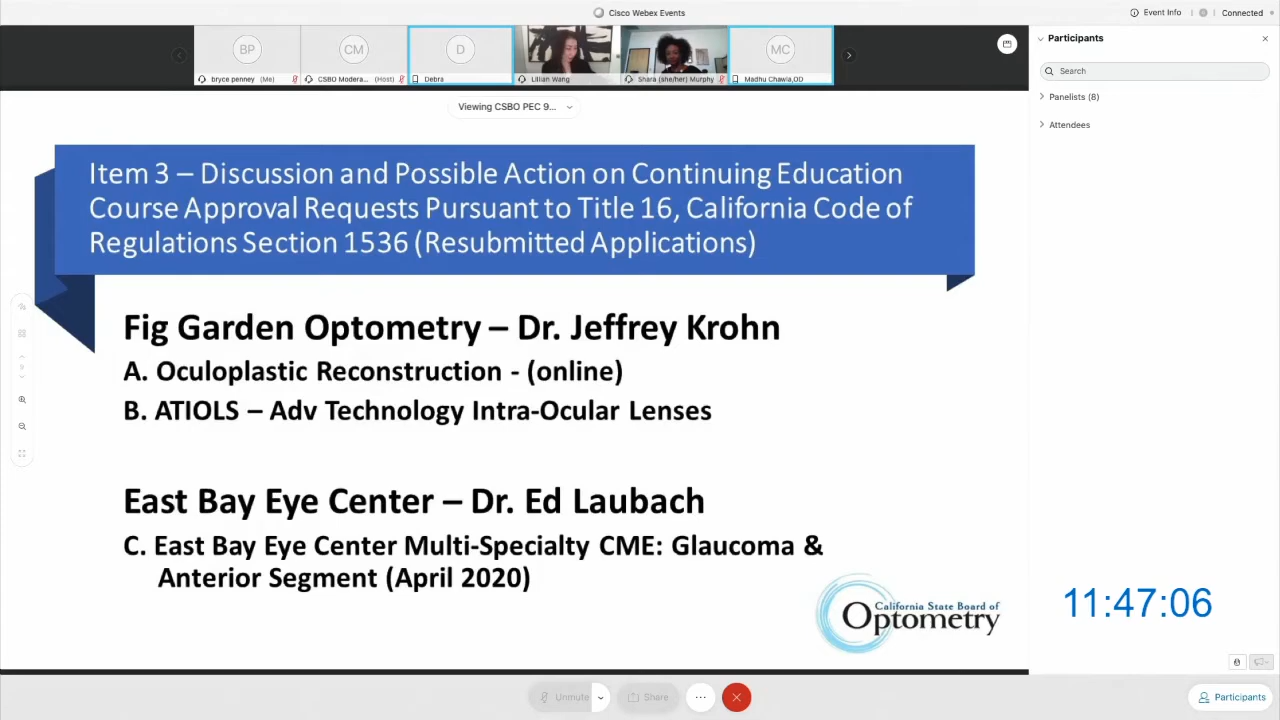 Cisco Webex Events
Event Info
Connected
BP
CM
D
MC
bryce penney (Me)
CSBO Modera... (Host)
Debra
Lilian Wang
Shara (she/her) Murphy
Madhu Chawla,OD
Viewing CSBO PEC 9...
Participants
Search
Panelists (8)
Attendees
Item 3 – Discussion and Possible Action on Continuing Education
Course Approval Requests Pursuant to Title 16, California Code of
Regulations Section 1536 (Resubmitted Applications)
Fig Garden Optometry – Dr. Jeffrey Krohn
A. Oculoplastic Reconstruction - (online)
B. ATIOLS – Adv Technology Intra-Ocular Lenses
East Bay Eye Center – Dr. Ed Laubach
C. East Bay Eye Center Multi-Specialty CME: Glaucoma &
Anterior Segment (April 2020)
California State Board of
Optometry
11:47:06
Unmute
Share
Participants